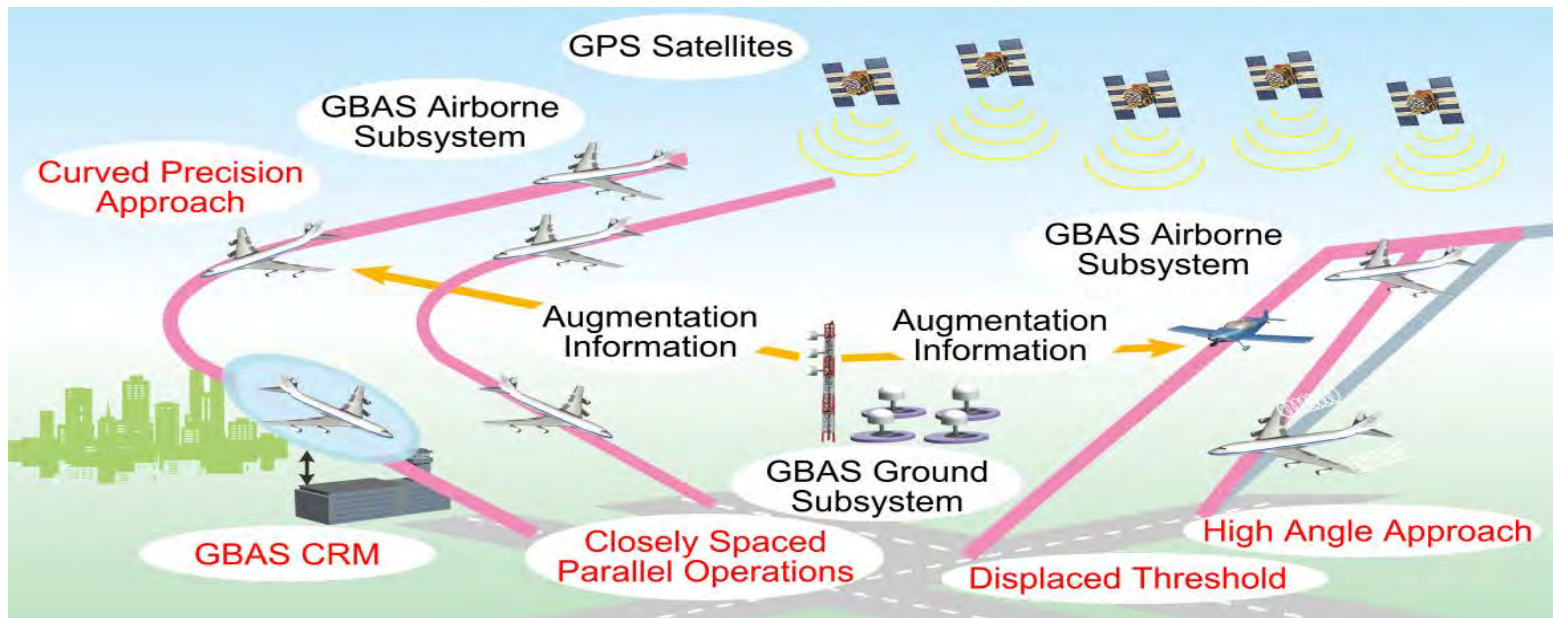 GPS Satellites
GBAS Airborne
Subsystem
Curved Precision
Approach
GBAS Airborne
Subsystem
Augmentation
Information
Augmentation
Information
GBAS Ground
Subsystem
GBAS CRM
Closely Spaced
Parallel Operations
High Angle Approach
Displaced Threshold